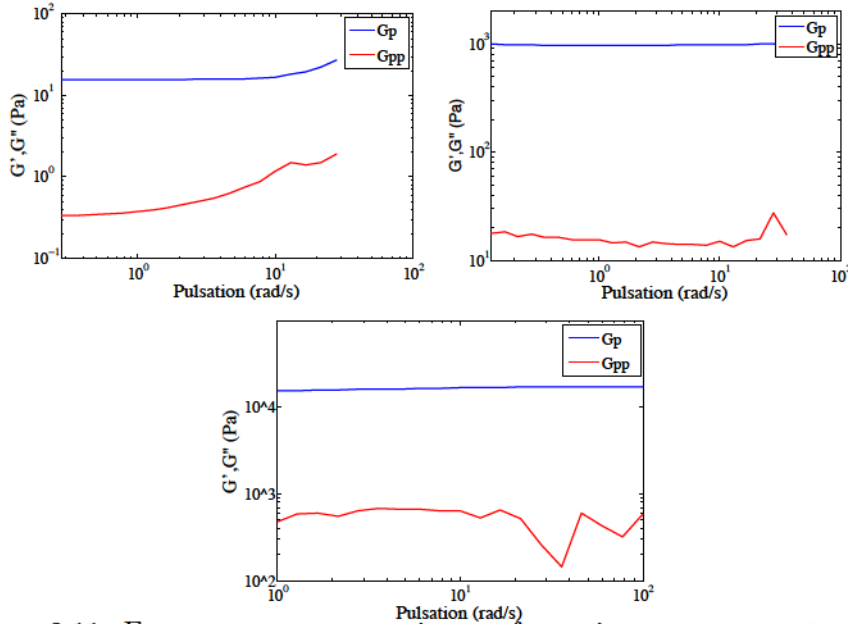 10^2
Gp
Gpp
10^1
10^0
10^-1
G',G" (Pa)
10^0
10^1
10^2
Pulsation (rad/s)
Gp
Gpp
10^3
10^2
10^1
G',G" (Pa)
10^0
10^1
Pulsation (rad/s)
Gp
Gpp
10^4
10^3
10^2
G',G" (Pa)
10^0
10^1
10^2
Pulsation (rad/s)